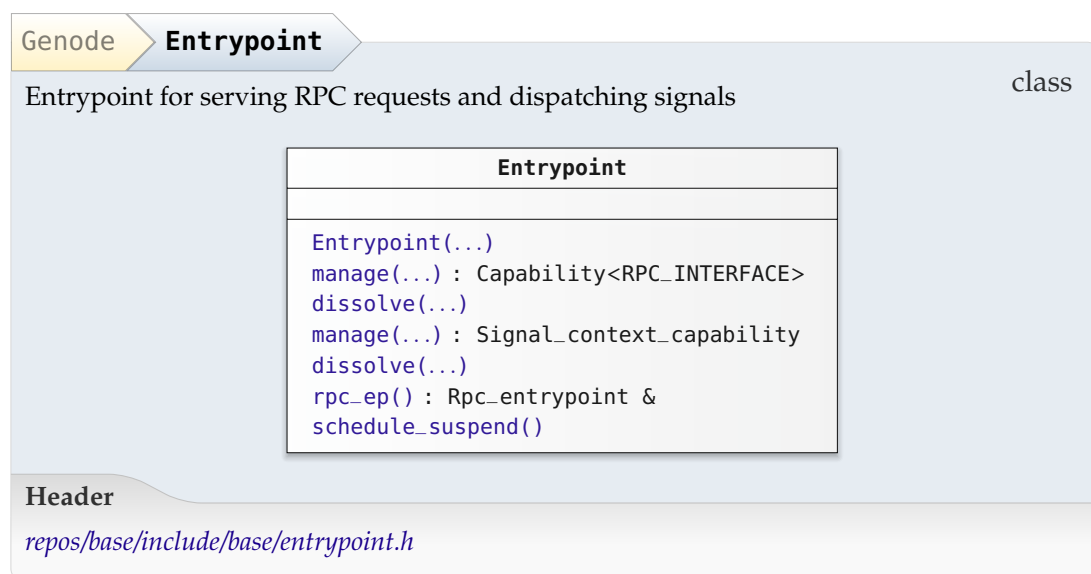 Genode Entrypoint
class
Entrypoint for serving RPC requests and dispatching signals
Entrypoint
Entrypoint(...)
manage(...) : Capability<RPC_INTERFACE>
dissolve(...)
manage(...) : Signal_context_capability
dissolve(...)
rpc_ep() : Rpc_entrypoint &
schedule_suspend()
Header
repos/base/include/base/entrypoint.h